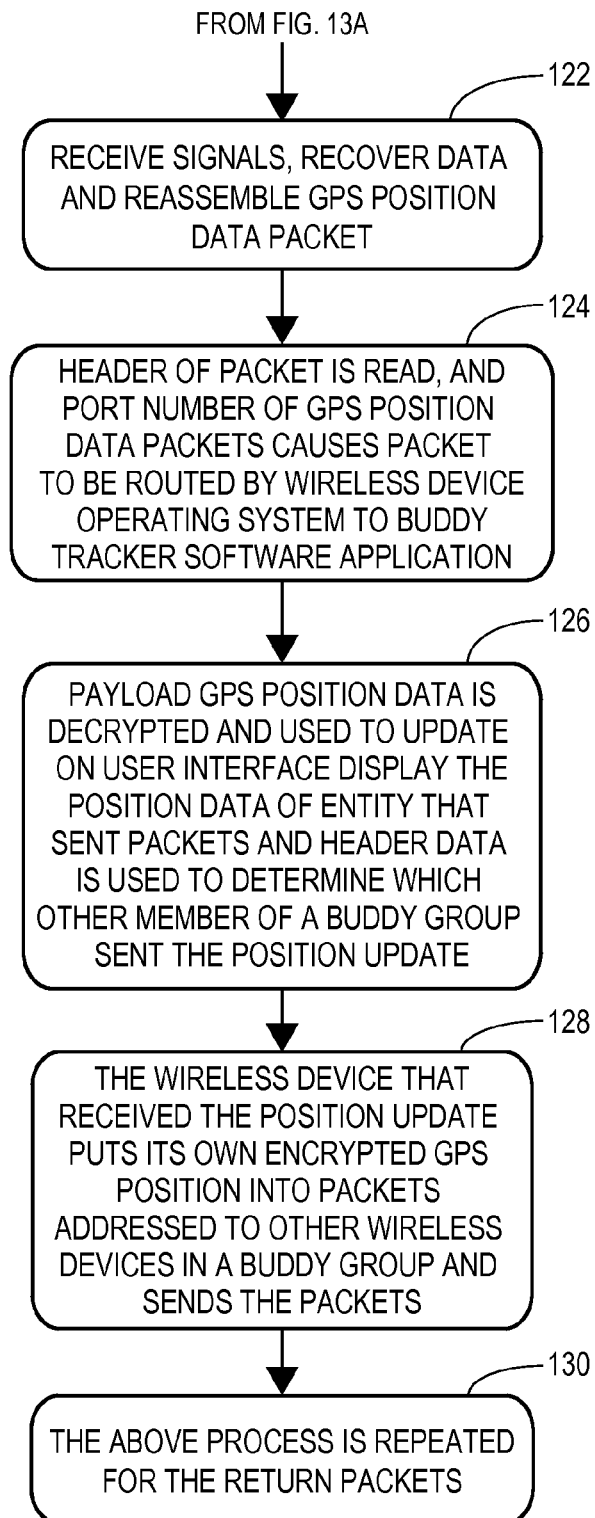 FROM FIG. 13A
122
RECEIVE SIGNALS, RECOVER DATA
AND REASSEMBLE GPS POSITION
DATA PACKET
124
HEADER OF PACKET IS READ, AND
PORT NUMBER OF GPS POSITION
DATA PACKETS CAUSES PACKET
TO BE ROUTED BY WIRELESS DEVICE
OPERATING SYSTEM TO BUDDY
TRACKER SOFTWARE APPLICATION
126
PAYLOAD GPS POSITION DATA IS
DECRYPTED AND USED TO UPDATE
ON USER INTERFACE DISPLAY THE
POSITION DATA OF ENTITY THAT
SENT PACKETS AND HEADER DATA
IS USED TO DETERMINE WHICH
OTHER MEMBER OF A BUDDY GROUP
SENT THE POSITION UPDATE
128
THE WIRELESS DEVICE THAT
RECEIVED THE POSITION UPDATE
PUTS ITS OWN ENCRYPTED GPS
POSITION INTO PACKETS
ADDRESSED TO OTHER WIRELESS
DEVICES IN A BUDDY GROUP AND
SENDS THE PACKETS
130
THE ABOVE PROCESS IS REPEATED
FOR THE RETURN PACKETS